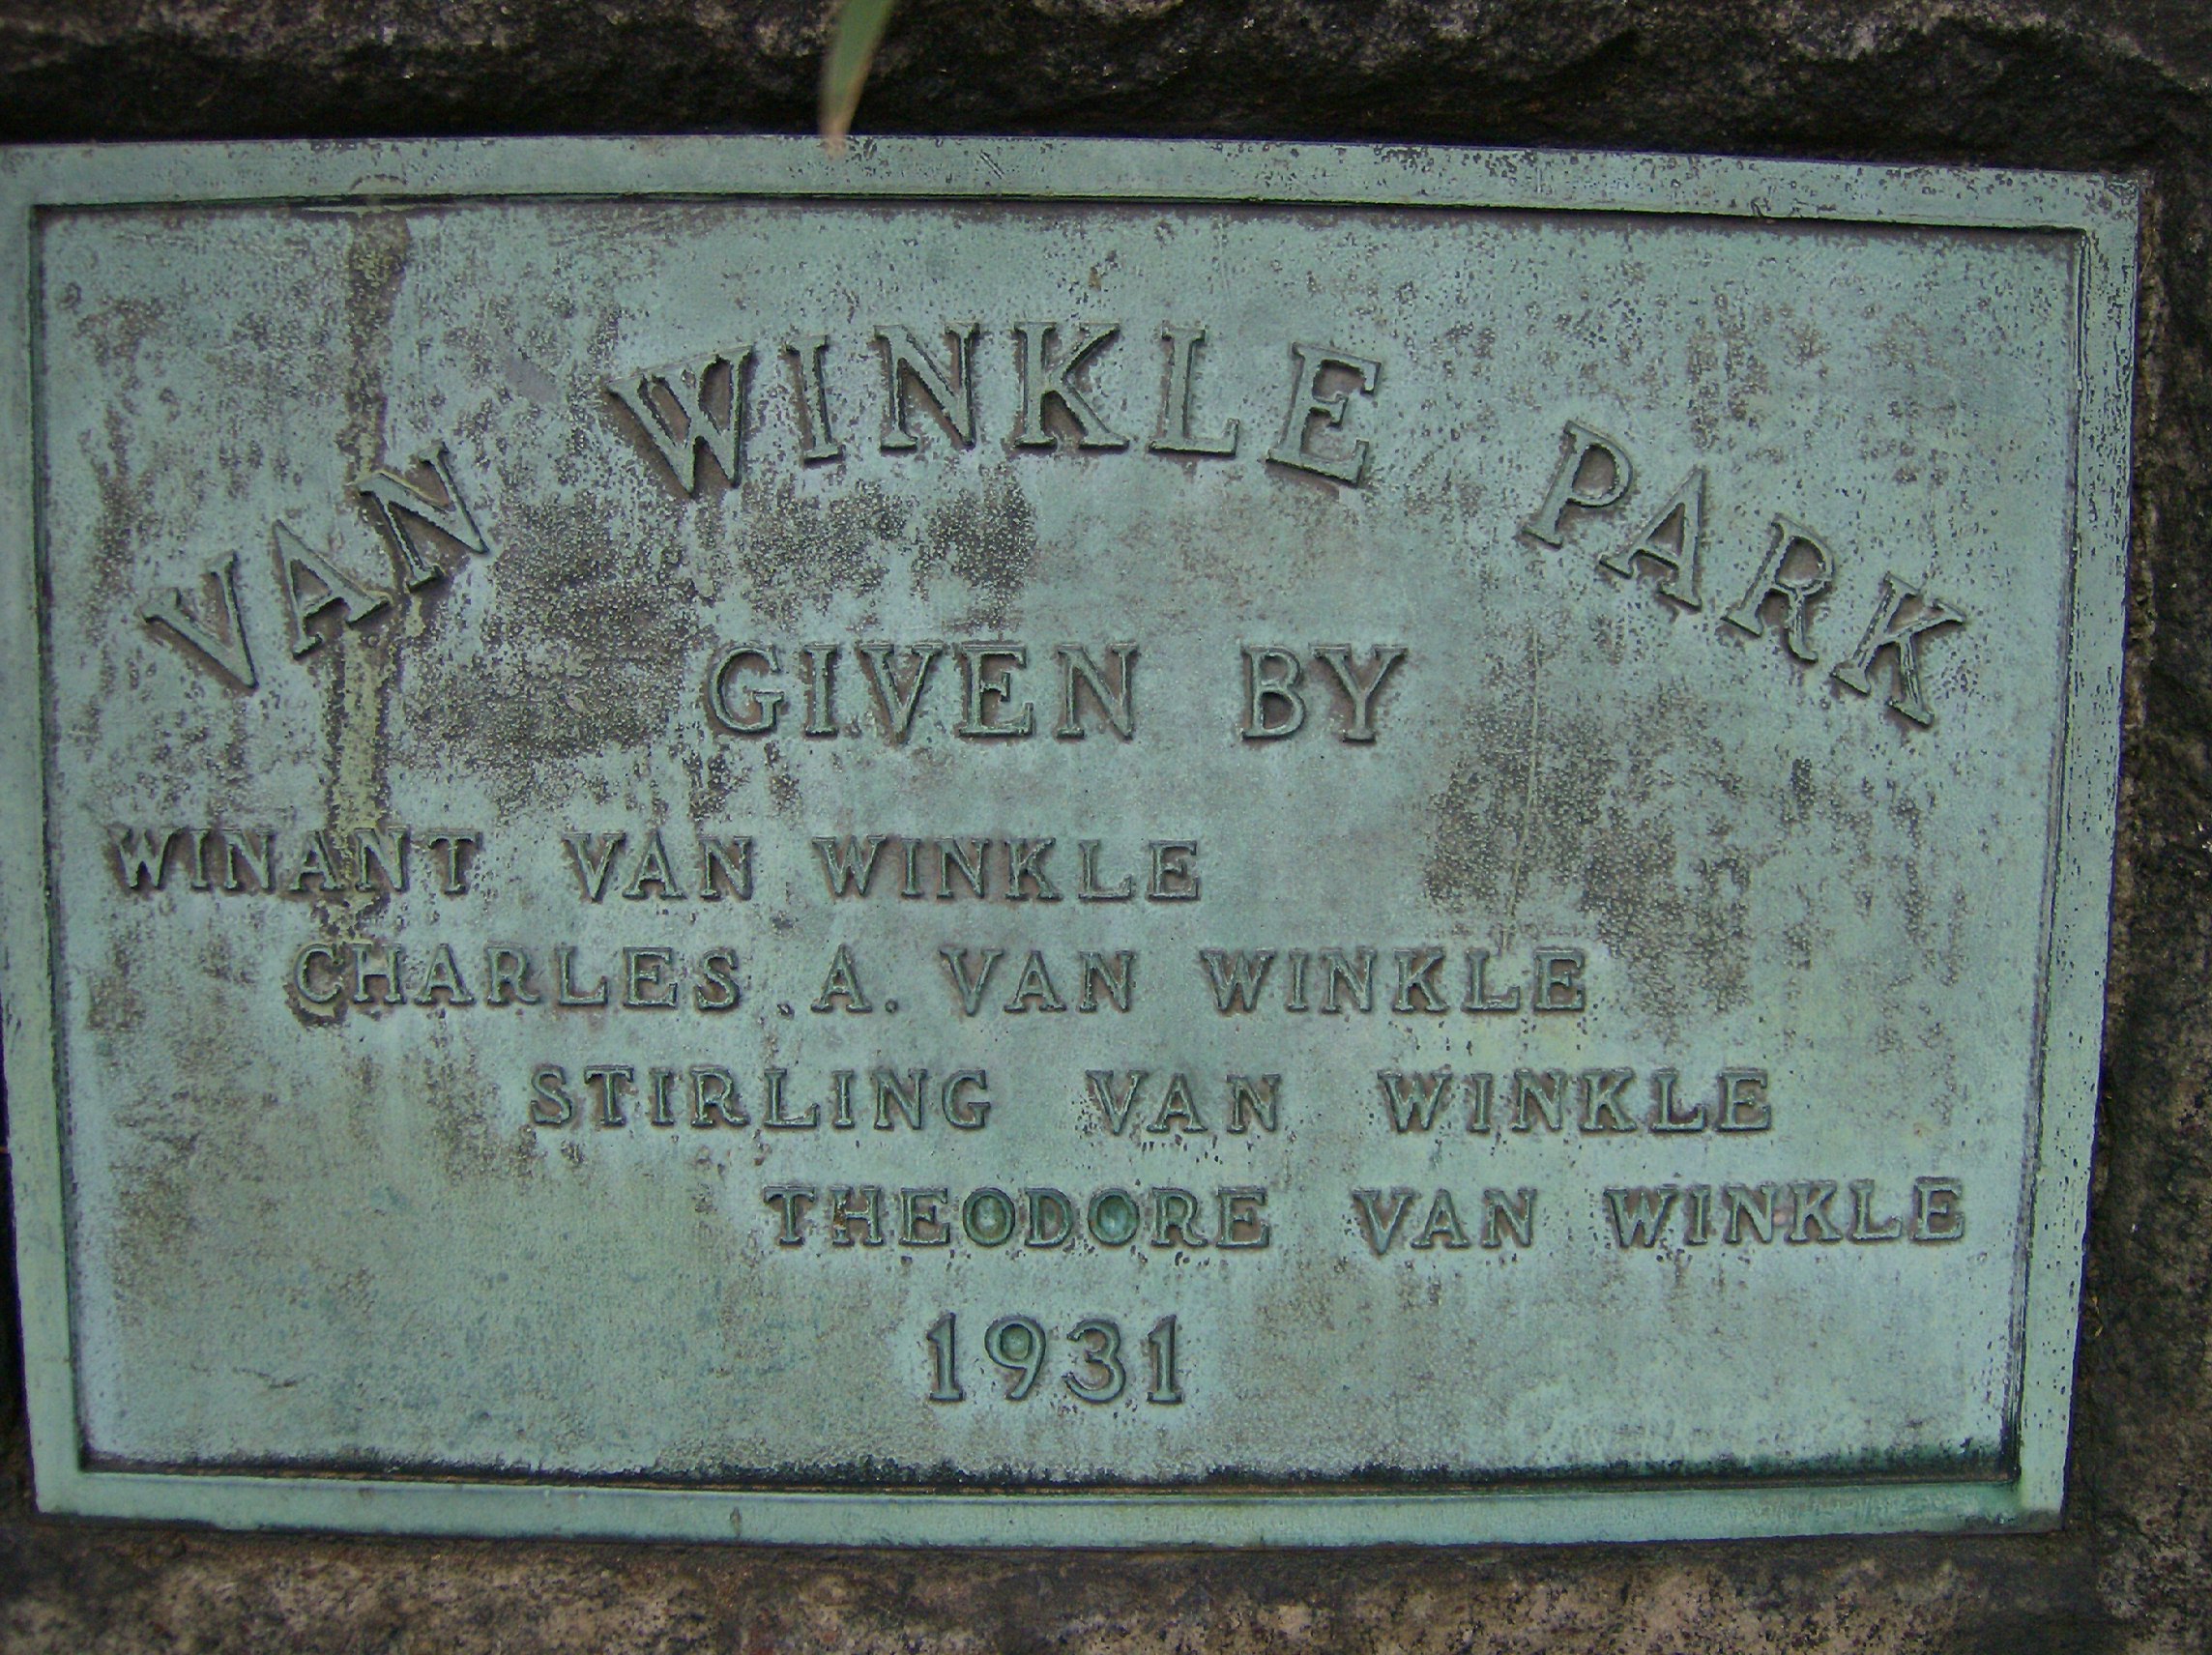 VAN WINKLE PARK
GIVEN BY
WINANT VAN WINKLE
CHARLES A. VAN WINKLE
STIRLING VAN WINKLE
THEODORE VAN WINKLE
1931